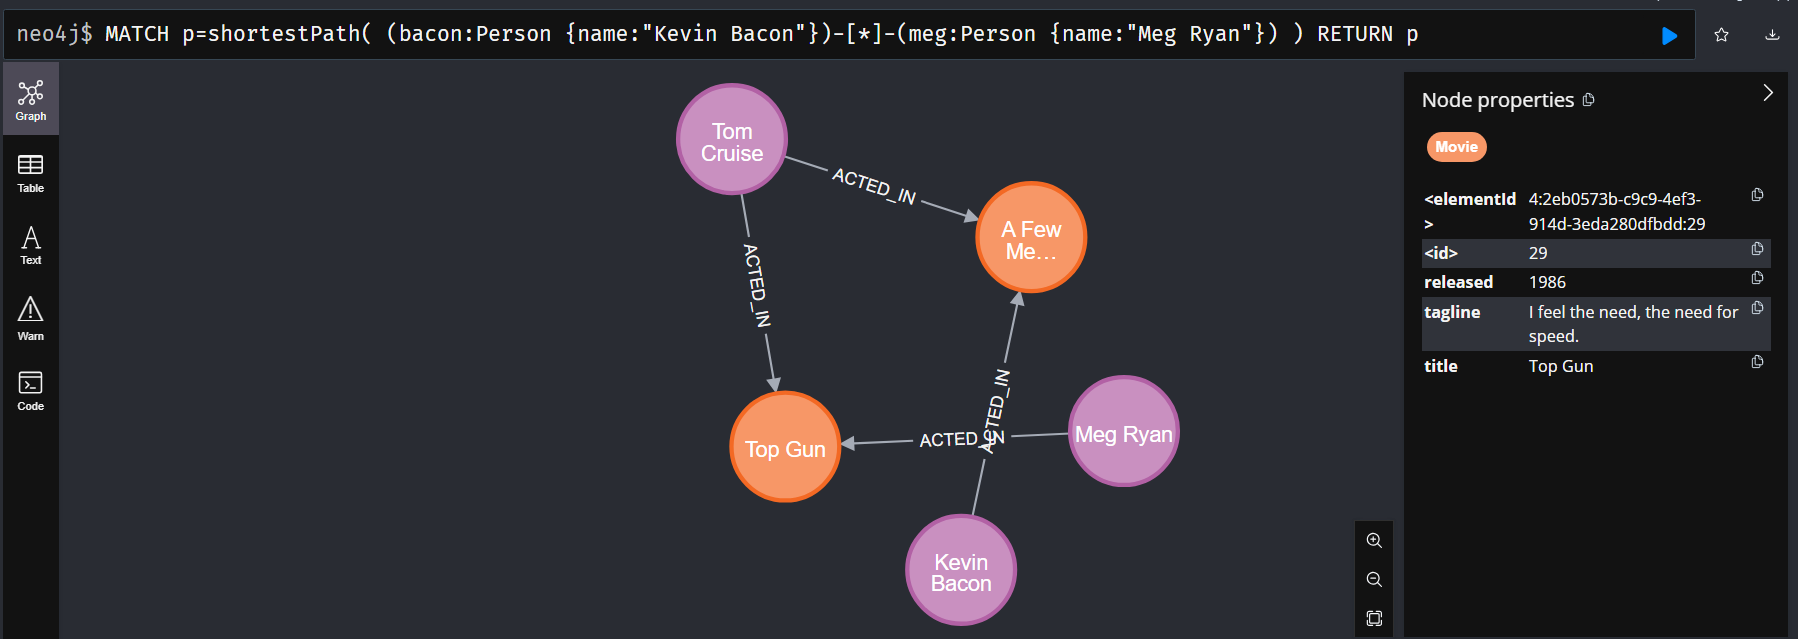 neo4j$ MATCH p=shortestPath( (bacon:Person {name:"Kevin Bacon"})-[*]-(meg:Person {name:"Meg Ryan"}) ) RETURN p
Graph
Table
Text
Warn
Code
Tom
Cruise
ACTED_IN
A Few
Me...
ACTED_IN
ACTED_IN
Top Gun
ACTED_IN
Meg Ryan
Kevin
Bacon
Node properties
Movie
<elementId> 4:2eb0573b-c9c9-4ef3-
914d-3eda280dfbdd:29
<id> 29
released 1986
tagline I feel the need, the need for
speed.
title Top Gun